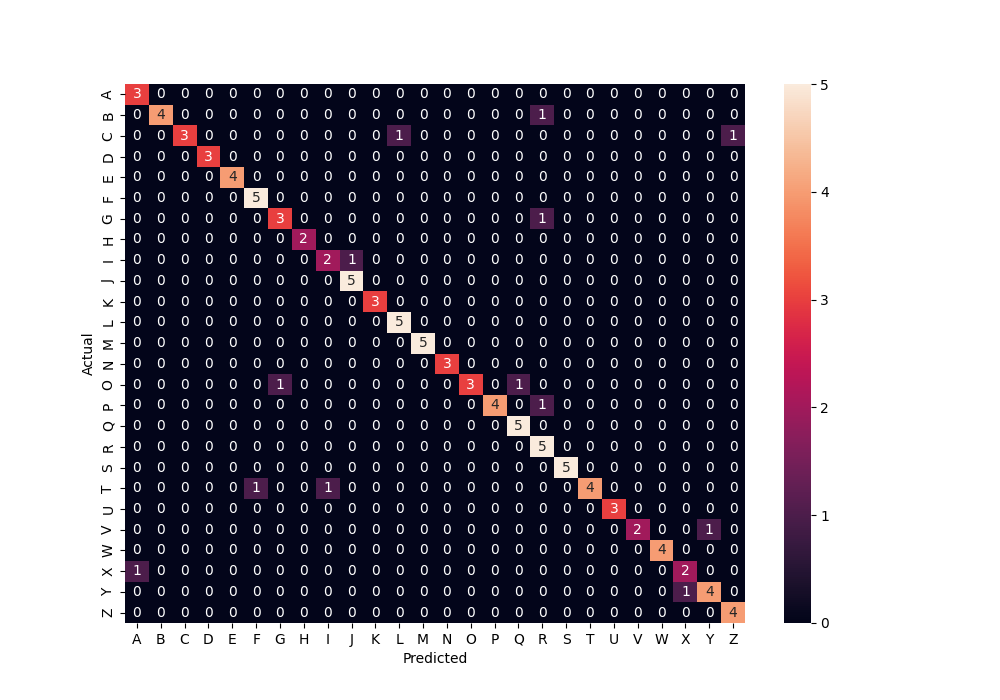 A 3 0 0 0 0 0 0 0 0 0 0 0 0 0 0 0 0 0 0 0 0 0 0 0 0 0 5
B 0 4 0 0 0 0 0 0 0 0 0 0 0 0 0 0 0 1 0 0 0 0 0 0 0 0
C 0 0 3 0 0 0 0 0 0 0 0 1 0 0 0 0 0 0 0 0 0 0 0 0 0 1
D 0 0 0 3 0 0 0 0 0 0 0 0 0 0 0 0 0 0 0 0 0 0 0 0 0 0
E 0 0 0 0 4 0 0 0 0 0 0 0 0 0 0 0 0 0 0 0 0 0 0 0 0 0 4
F 0 0 0 0 0 5 0 0 0 0 0 0 0 0 0 0 0 0 0 0 0 0 0 0 0 0
G 0 0 0 0 0 0 3 0 0 0 0 0 0 0 0 0 0 1 0 0 0 0 0 0 0 0
H 0 0 0 0 0 0 0 2 0 0 0 0 0 0 0 0 0 0 0 0 0 0 0 0 0 0
I 0 0 0 0 0 0 0 0 2 1 0 0 0 0 0 0 0 0 0 0 0 0 0 0 0 0
J 0 0 0 0 0 0 0 0 0 5 0 0 0 0 0 0 0 0 0 0 0 0 0 0 0 0
K 0 0 0 0 0 0 0 0 0 0 3 0 0 0 0 0 0 0 0 0 0 0 0 0 0 0 3
L 0 0 0 0 0 0 0 0 0 0 0 5 0 0 0 0 0 0 0 0 0 0 0 0 0 0
M 0 0 0 0 0 0 0 0 0 0 0 0 5 0 0 0 0 0 0 0 0 0 0 0 0 0
Actual
N 0 0 0 0 0 0 0 0 0 0 0 0 0 3 0 0 0 0 0 0 0 0 0 0 0 0
O 0 0 0 0 0 0 1 0 0 0 0 0 0 0 3 0 1 0 0 0 0 0 0 0 0 0
P 0 0 0 0 0 0 0 0 0 0 0 0 0 0 0 4 0 1 0 0 0 0 0 0 0 0 2
Q 0 0 0 0 0 0 0 0 0 0 0 0 0 0 0 0 5 0 0 0 0 0 0 0 0 0
R 0 0 0 0 0 0 0 0 0 0 0 0 0 0 0 0 0 5 0 0 0 0 0 0 0 0
S 0 0 0 0 0 0 0 0 0 0 0 0 0 0 0 0 0 0 5 0 0 0 0 0 0 0
T 0 0 0 0 0 1 0 0 1 0 0 0 0 0 0 0 0 0 0 4 0 0 0 0 0 0
U 0 0 0 0 0 0 0 0 0 0 0 0 0 0 0 0 0 0 0 0 3 0 0 0 0 0 1
V 0 0 0 0 0 0 0 0 0 0 0 0 0 0 0 0 0 0 0 0 0 2 0 0 1 0
W 0 0 0 0 0 0 0 0 0 0 0 0 0 0 0 0 0 0 0 0 0 0 4 0 0 0
X 1 0 0 0 0 0 0 0 0 0 0 0 0 0 0 0 0 0 0 0 0 0 0 2 0 0
Y 0 0 0 0 0 0 0 0 0 0 0 0 0 0 0 0 0 0 0 0 0 0 0 1 4 0
Z 0 0 0 0 0 0 0 0 0 0 0 0 0 0 0 0 0 0 0 0 0 0 0 0 0 4 0
A B C D E F G H I J K L M N O P Q R S T U V W X Y Z
Predicted